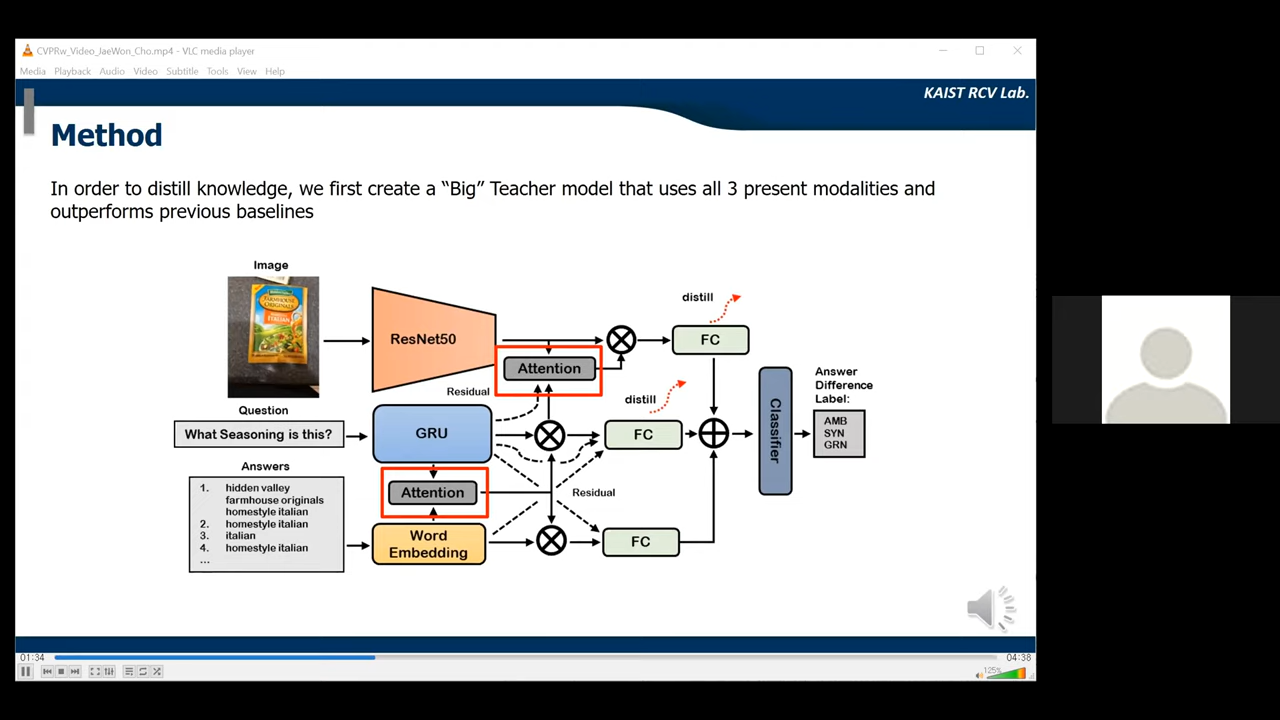 CVPRw_Video_JaeWon_Cho.mp4 - VLC media player
Media Playback Audio Video Subtitle Tools View Help
KAIST RCV Lab.
Method
In order to distill knowledge, we first create a “Big” Teacher model that uses all 3 present modalities and
outperforms previous baselines
Image
FARMHOUSE
ORIGINALS
ITALIAN
ResNet50
Attention
Residual
distill
FC
Question
What Seasoning is this?
GRU
distill
FC
Classifier
Answer
Difference
Label:
AMB
SYN
GRN
Answers
1. hidden valley
farmhouse originals
homestyle italian
2. homestyle italian
3. italian
4. homestyle italian
...
Attention
Residual
Word
Embedding
FC
01:34
04:38
125%